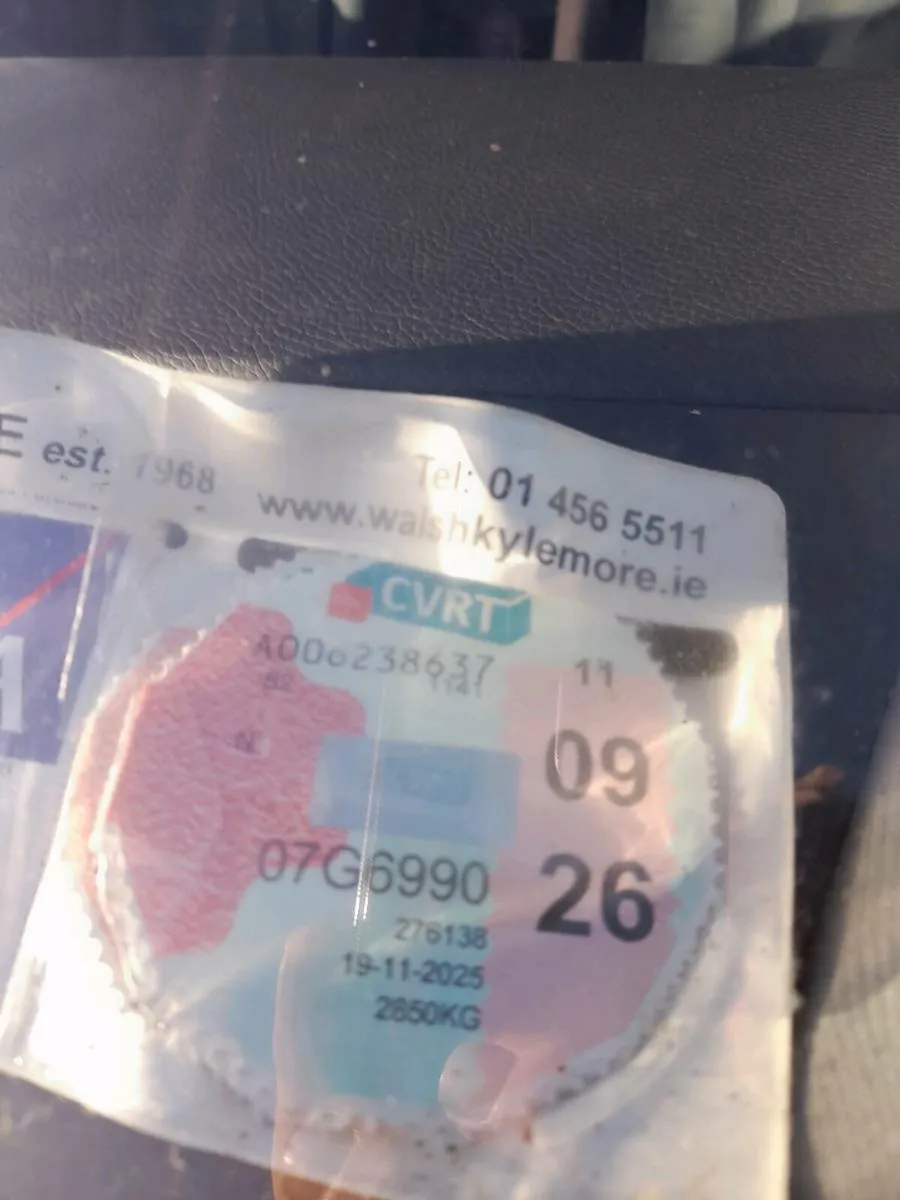 E est. 1968
Tel: 01 456 5511
www.walshkylemore.ie
CVRT
A006238637
11
09
07G6990
26
276138
19-11-2025
2850KG